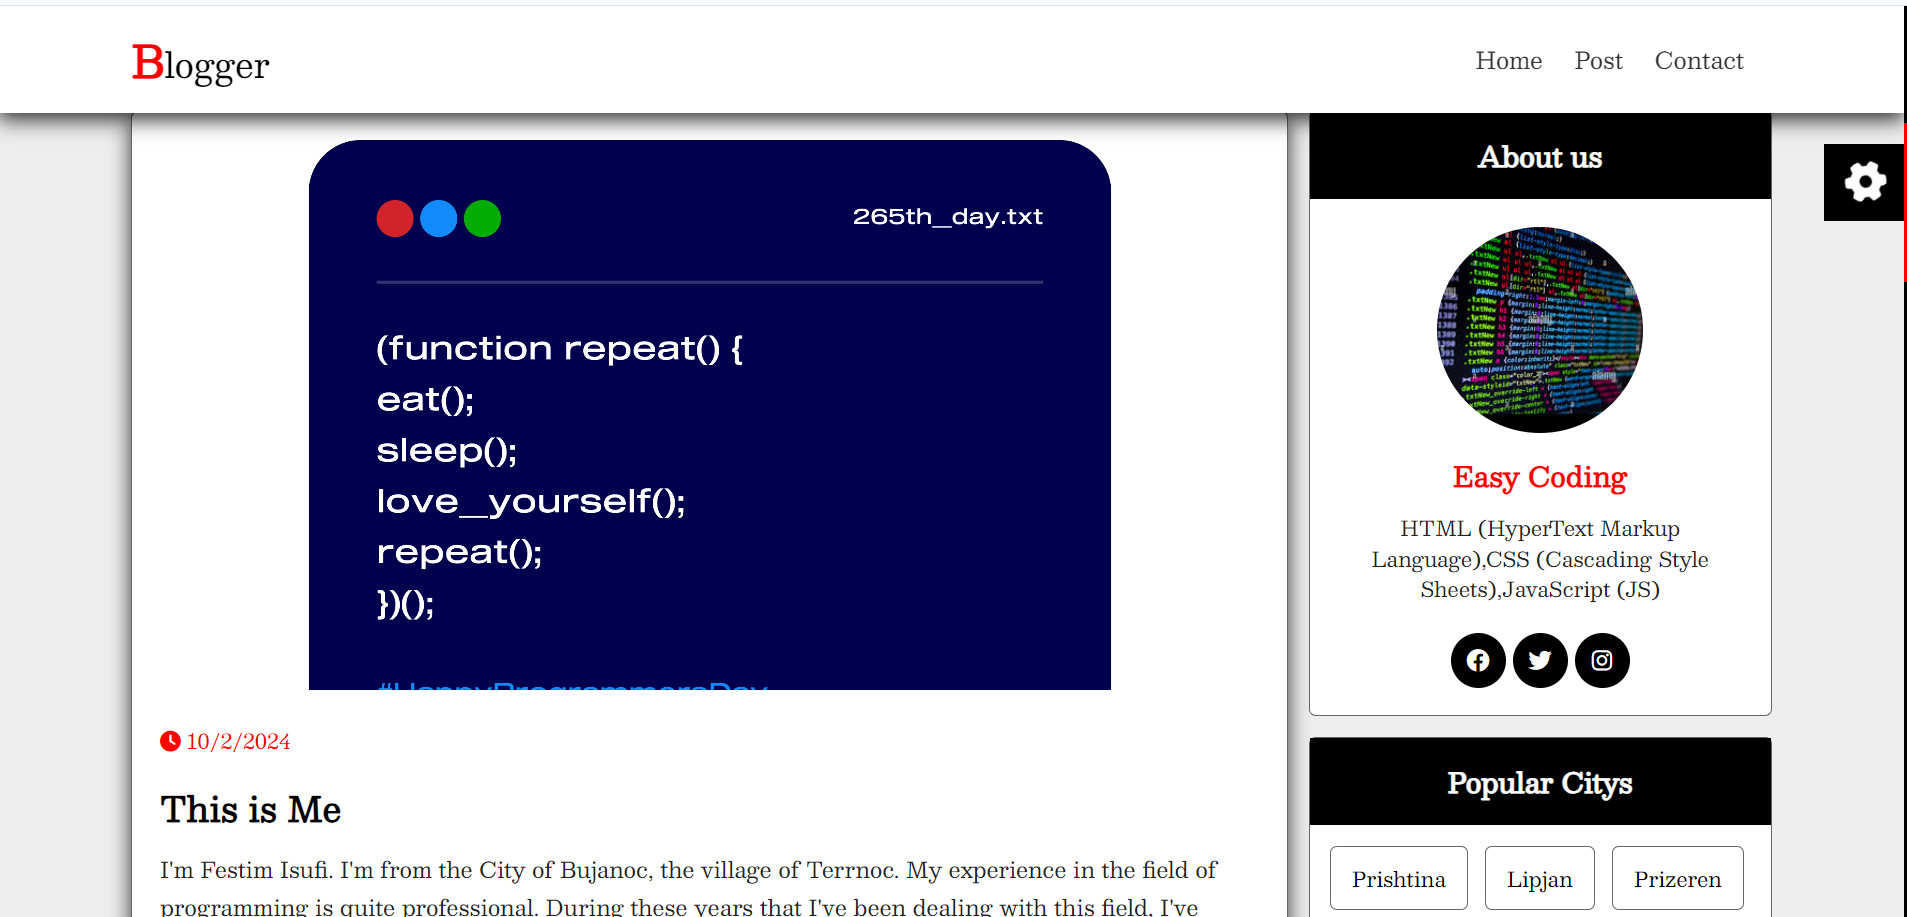 Blogger
Home Post Contact
265th_day.txt
(function repeat() {
eat();
sleep();
love_yourself();
repeat();
})();
#HappyProgrammersDay
10/2/2024
This is Me
I'm Festim Isufi. I'm from the City of Bujanoc, the village of Terrnoc. My experience in the field of
programming is quite professional. During these years that I've been dealing with this field, I've
About us
Easy Coding
HTML (HyperText Markup
Language),CSS (Cascading Style
Sheets),JavaScript (JS)
Popular Citys
Prishtina
Lipjan
Prizeren